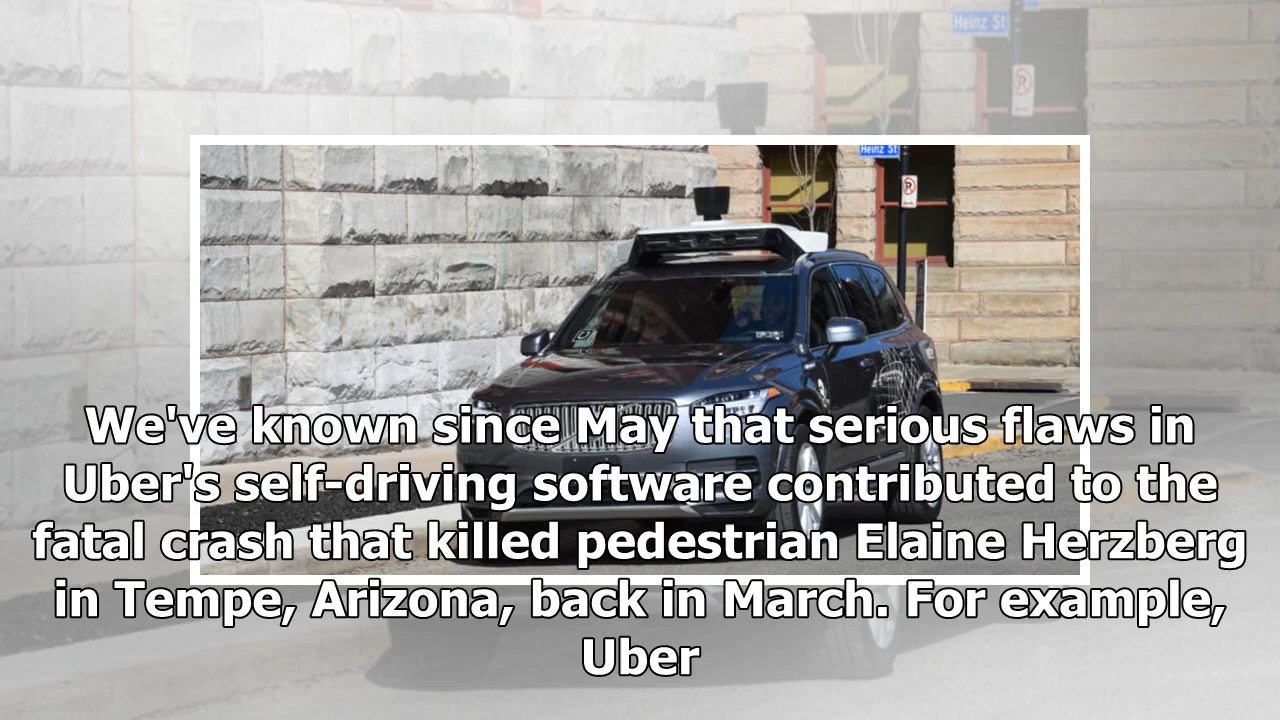 Heinz St
Heinz St
We've known since May that serious flaws in
Uber's self-driving software contributed to the
fatal crash that killed pedestrian Elaine Herzberg
in Tempe, Arizona, back in March. For example,
Uber